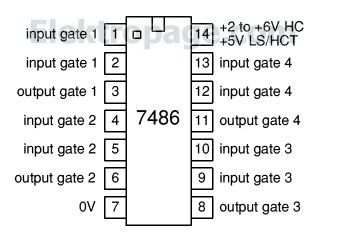 Elektropage.com
input gate 1 1 14 +2 to +6V HC
+5V LS/HCT
input gate 1 2 13 input gate 4
output gate 1 3 12 input gate 4
input gate 2 4 7486 11 output gate 4
input gate 2 5 10 input gate 3
output gate 2 6 9 input gate 3
0V 7 8 output gate 3